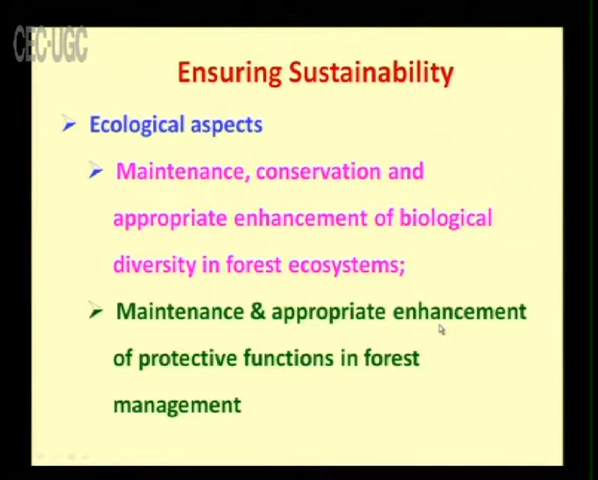 CEC-UGC
Ensuring Sustainability
Ecological aspects
Maintenance, conservation and
appropriate enhancement of biological
diversity in forest ecosystems;
Maintenance & appropriate enhancement
of protective functions in forest
management